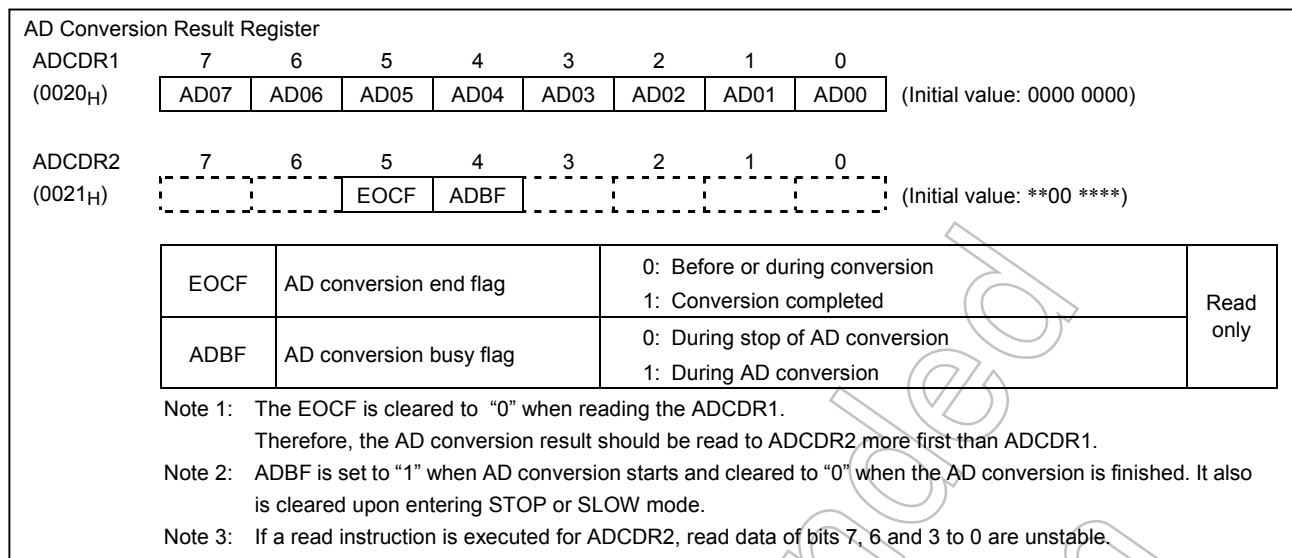 AD Conversion Result Register
ADCDR1 7 6 5 4 3 2 1 0
(0020H) AD07 AD06 AD05 AD04 AD03 AD02 AD01 AD00 (Initial value: 0000 0000)
ADCDR2 7 6 5 4 3 2 1 0
(0021H) EOCF ADBF (Initial value: **00 ****)
EOCF AD conversion end flag 0: Before or during conversion
1: Conversion completed
Read only
ADBF AD conversion busy flag 0: During stop of AD conversion
1: During AD conversion
Note 1: The EOCF is cleared to “0” when reading the ADCDR1.
Therefore, the AD conversion result should be read to ADCDR2 more first than ADCDR1.
Note 2: ADBF is set to “1” when AD conversion starts and cleared to “0” when the AD conversion is finished. It also
is cleared upon entering STOP or SLOW mode.
Note 3: If a read instruction is executed for ADCDR2, read data of bits 7, 6 and 3 to 0 are unstable.